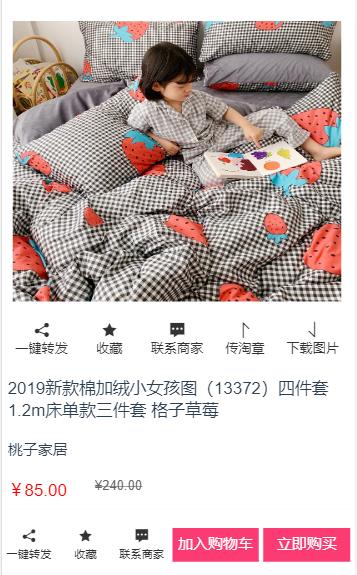 一键转发 收藏 联系商家 传淘章 下载图片
2019新款棉加绒小女孩图（13372）四件套
1.2m床单款三件套 格子草莓
桃子家居
￥85.00 ¥240.00
一键转发 收藏 联系商家 加入购物车 立即购买